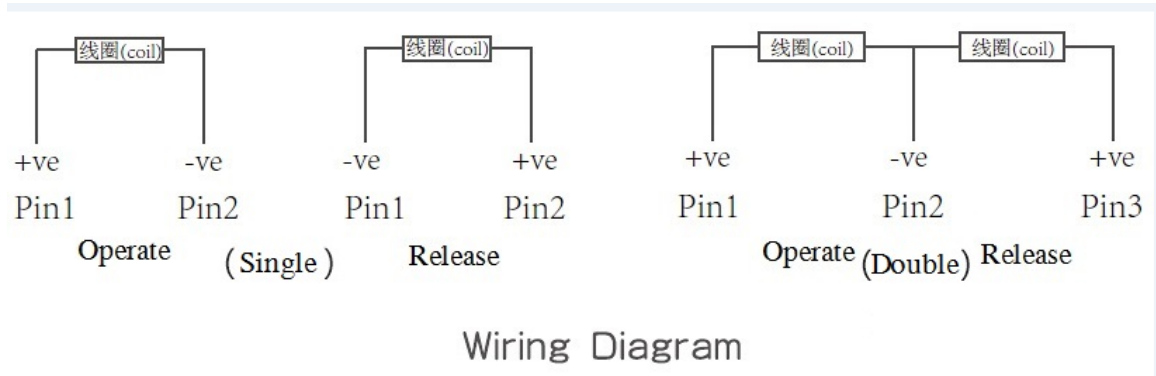 线圈(coil) 线圈(coil) 线圈(coil) 线圈(coil)
+ve -ve -ve +ve +ve -ve +ve
Pin1 Pin2 Pin1 Pin2 Pin1 Pin2 Pin3
Operate (Single) Release Operate (Double) Release
Wiring Diagram